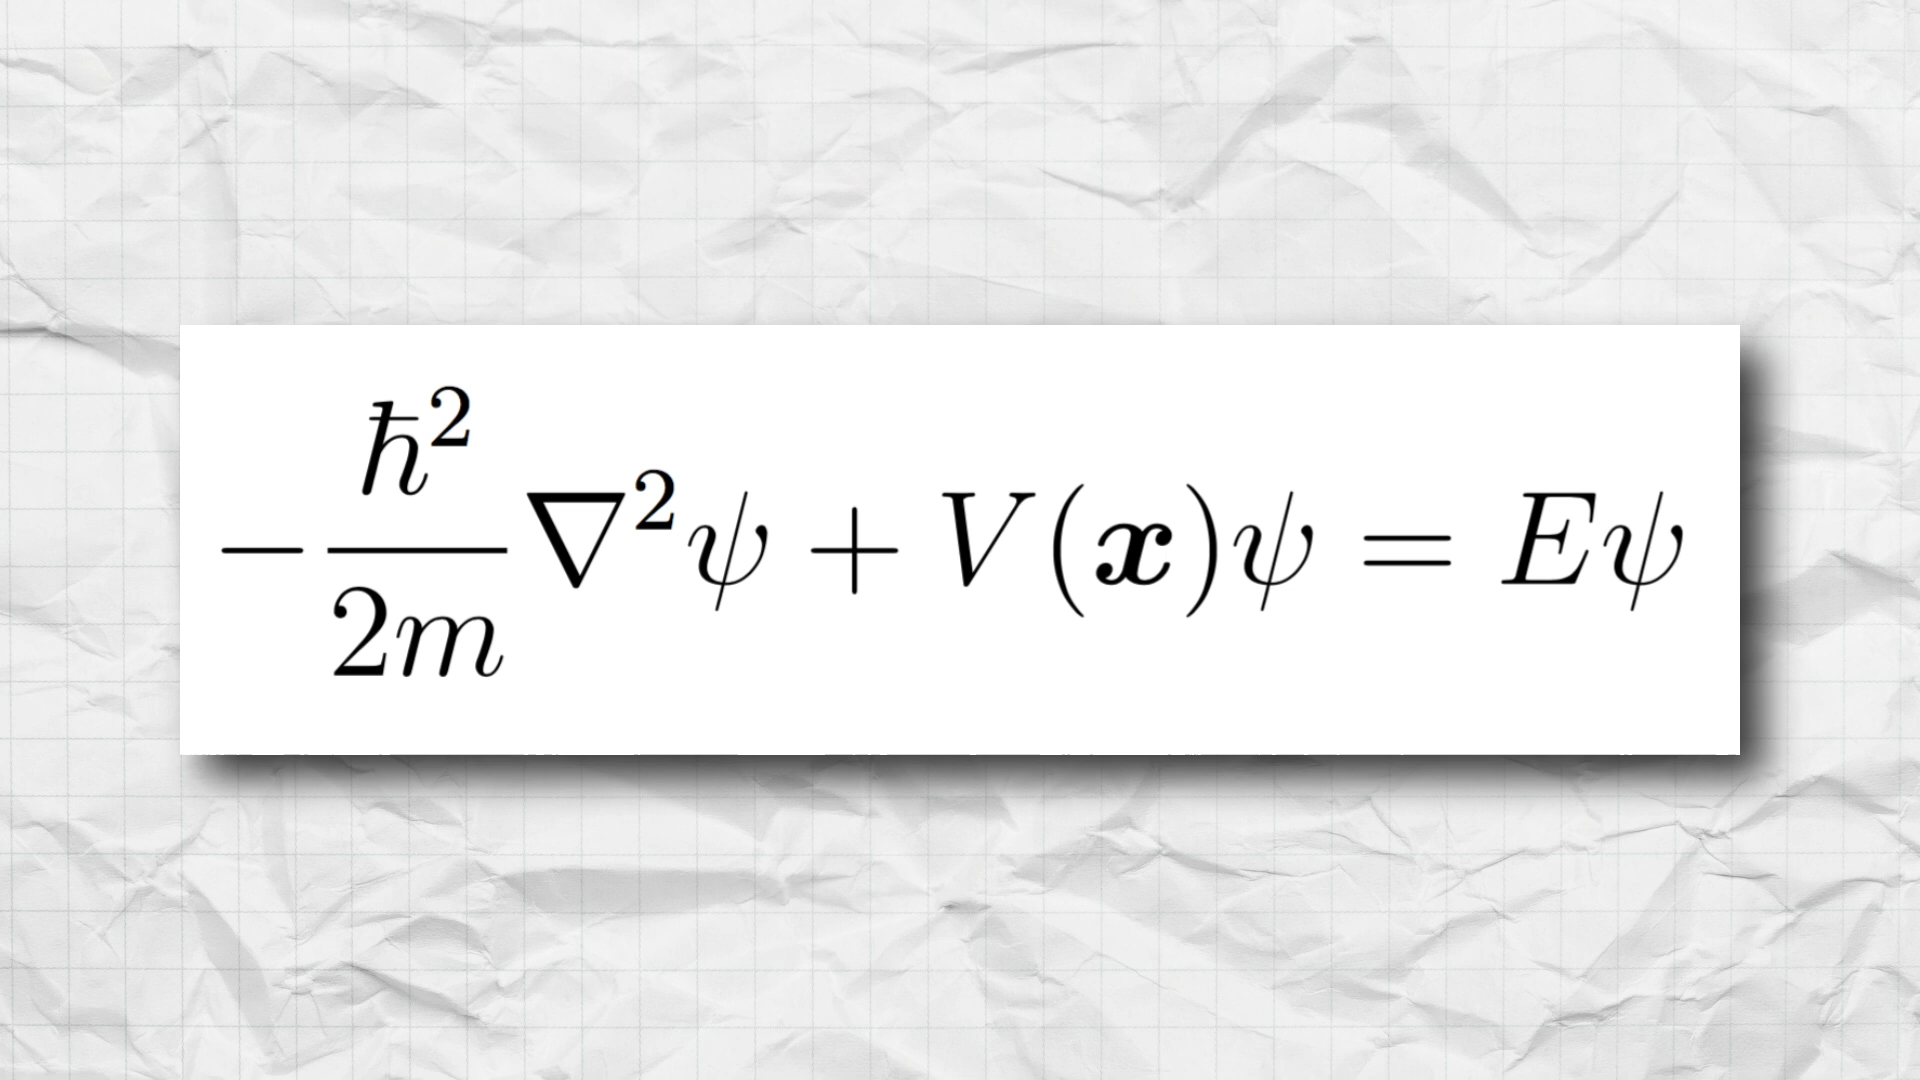 −ħ²/2m ∇²ψ + V(𝒙)ψ = Eψ